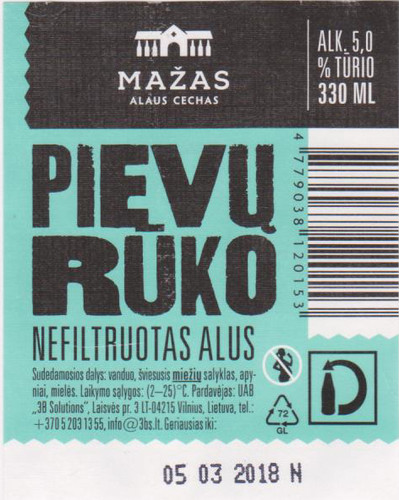 MAŽAS
ALAUS CECHAS
ALK. 5,0
% TŪRIO
330 ML
PIEVŲ
RŪKO
NEFILTRUOTAS ALUS
Sudedamosios dalys: vanduo, šviesusis miežių salyklas, apy-
niai, mielės. Laikymo sąlygos: (2–25)°C. Pardavėjas: UAB
„3B Solutions”, Laisvės pr. 3 LT-04215 Vilnius, Lietuva, tel.:
+370 5 203 13 55, info@3bs.lt. Geriausias iki:
4 779038 120153
72
GL
05 03 2018 N